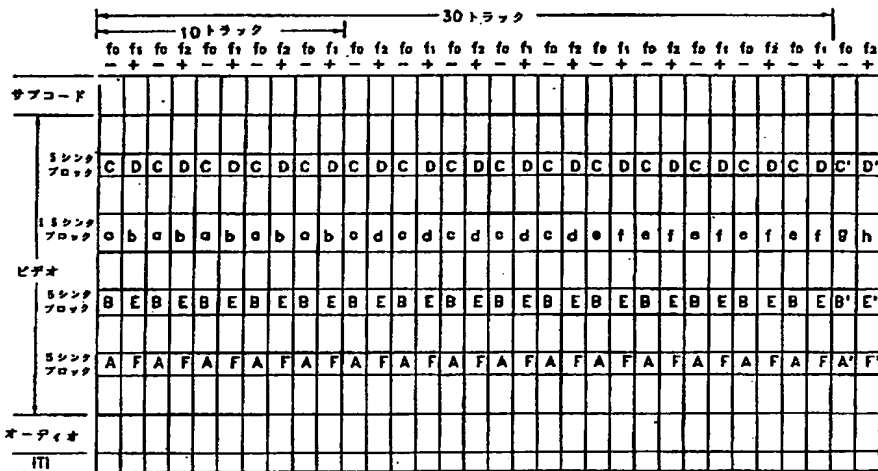 30トラック
10トラック
f0 f1 f0 f2 f0 f1 f0 f2 f0 f1 f0 f2 f0 f1 f0 f2 f0 f1 f0 f2 f0 f1 f0 f2 f0 f1 f0 f2 f0 f1 f0 f2
− + − + − + − + − + − + − + − + − + − + − + − + − + − + − + − +
サブコード
5シンク
ブロック C D C D C D C D C D C D C D C D C D C D C D C D C D C D C D C' D'
15シンク
ブロック a b a b a b a b a b c d c d c d c d c d e f e f e f e f e f g h
ビデオ
5シンク
ブロック B E B E B E B E B E B E B E B E B E B E B E B E B E B E B E B' E'
5シンク
ブロック A F A F A F A F A F A F A F A F A F A F A F A F A F A F A F A' F'
オーディオ
ITI